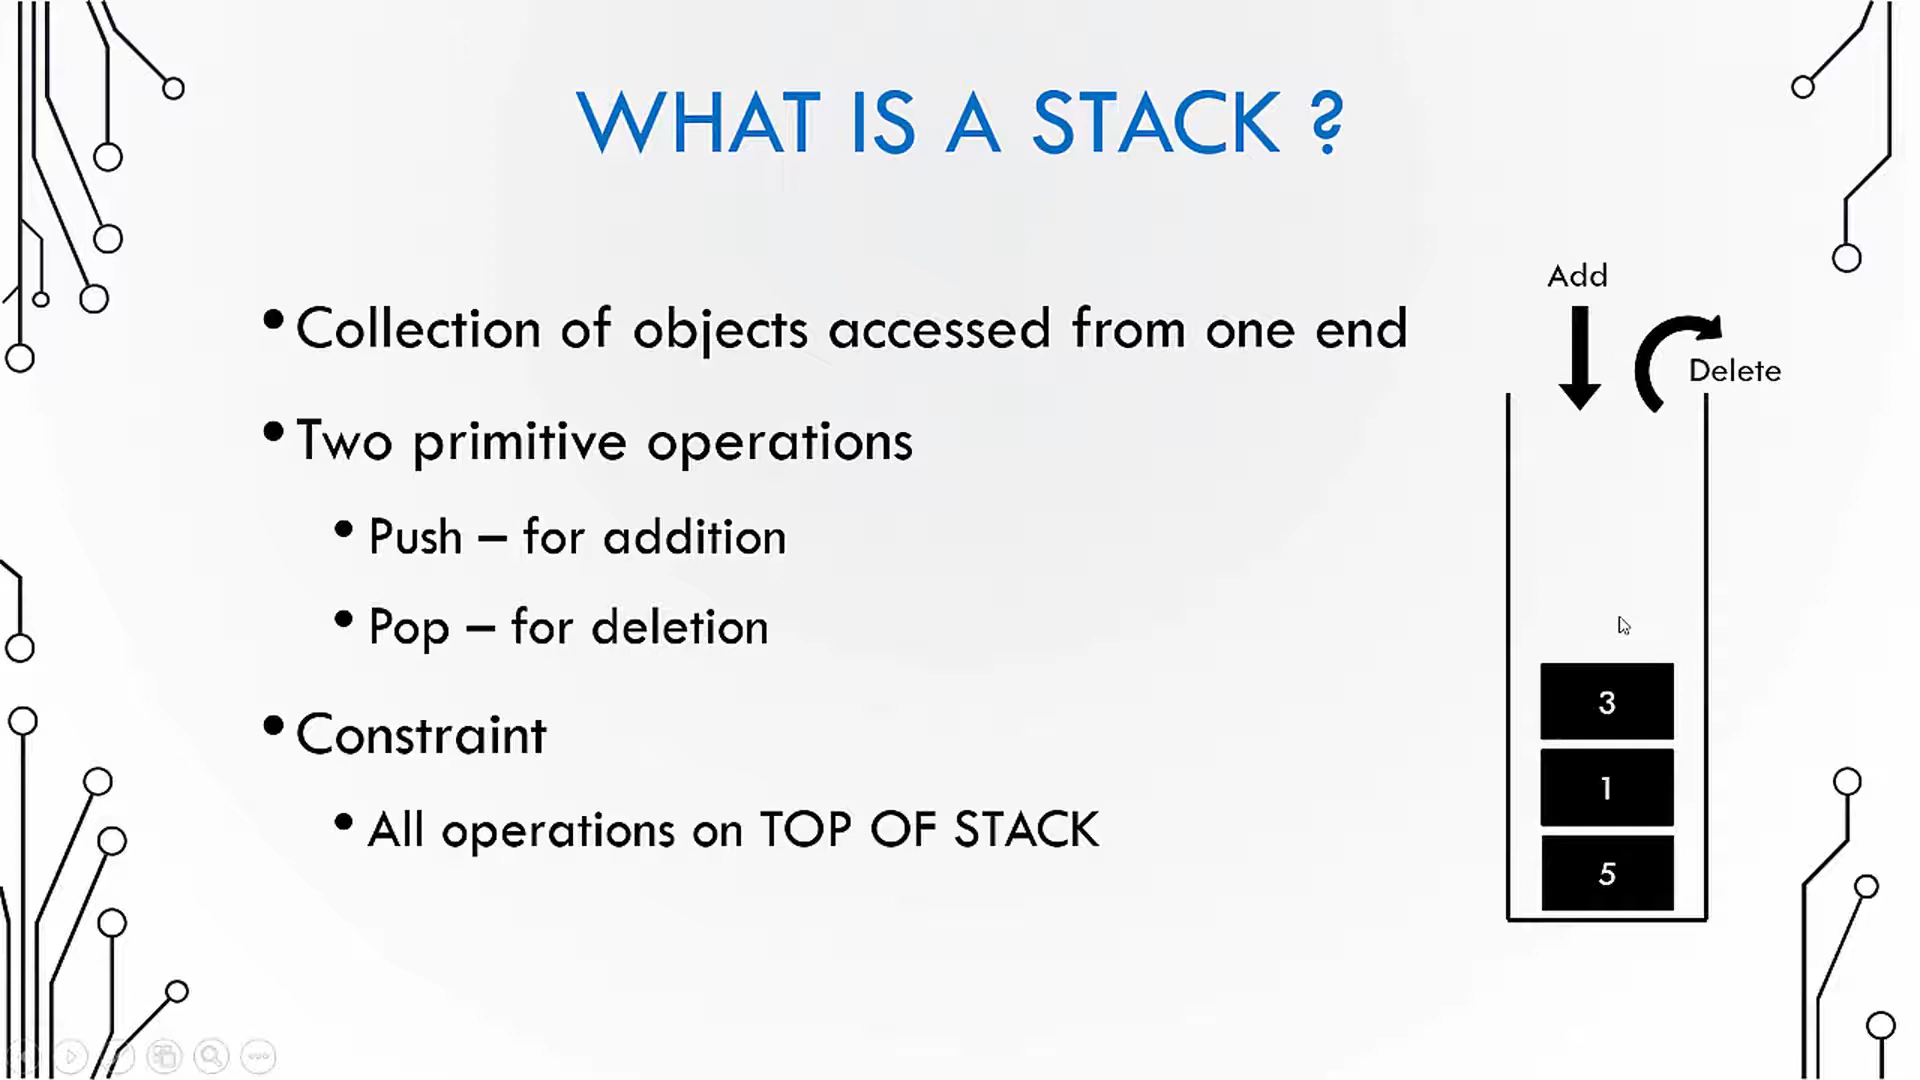 WHAT IS A STACK ?
• Collection of objects accessed from one end
• Two primitive operations
• Push – for addition
• Pop – for deletion
• Constraint
• All operations on TOP OF STACK
Add
Delete
3
1
5